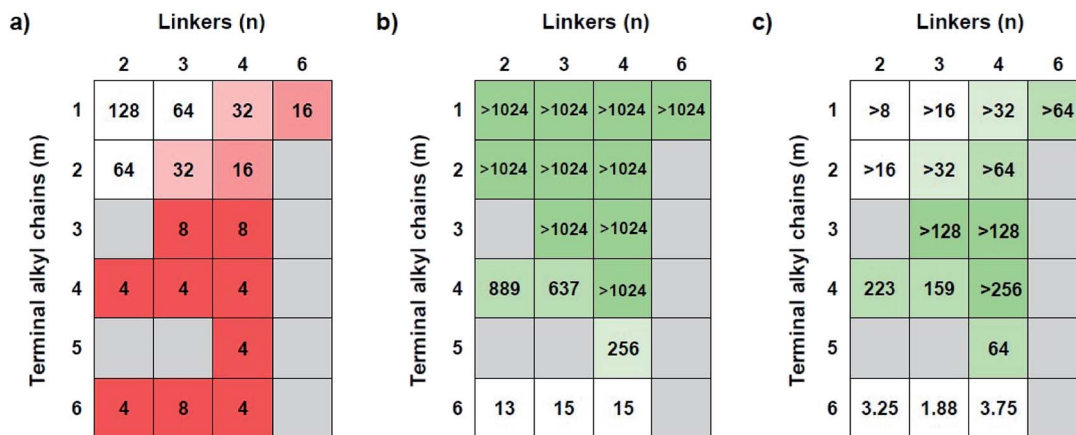 a) Linkers (n)
2 3 4 6
Terminal alkyl chains (m)
1 128 64 32 16
2 64 32 16
3 8 8
4 4 4 4
5 4
6 4 8 4
b) Linkers (n)
2 3 4 6
Terminal alkyl chains (m)
1 >1024 >1024 >1024 >1024
2 >1024 >1024 >1024
3 >1024 >1024
4 889 637 >1024
5 256
6 13 15 15
c) Linkers (n)
2 3 4 6
Terminal alkyl chains (m)
1 >8 >16 >32 >64
2 >16 >32 >64
3 >128 >128
4 223 159 >256
5 64
6 3.25 1.88 3.75